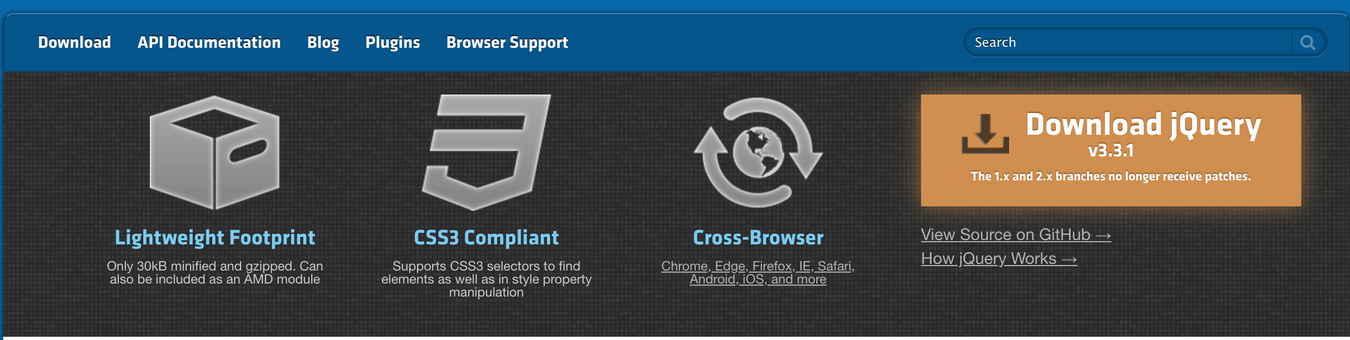 Download API Documentation Blog Plugins Browser Support Search
Lightweight Footprint
Only 30kB minified and gzipped. Can
also be included as an AMD module
CSS3 Compliant
Supports CSS3 selectors to find
elements as well as in style property
manipulation
Cross-Browser
Chrome, Edge, Firefox, IE, Safari,
Android, iOS, and more
Download jQuery
v3.3.1
The 1.x and 2.x branches no longer receive patches.
View Source on GitHub →
How jQuery Works →